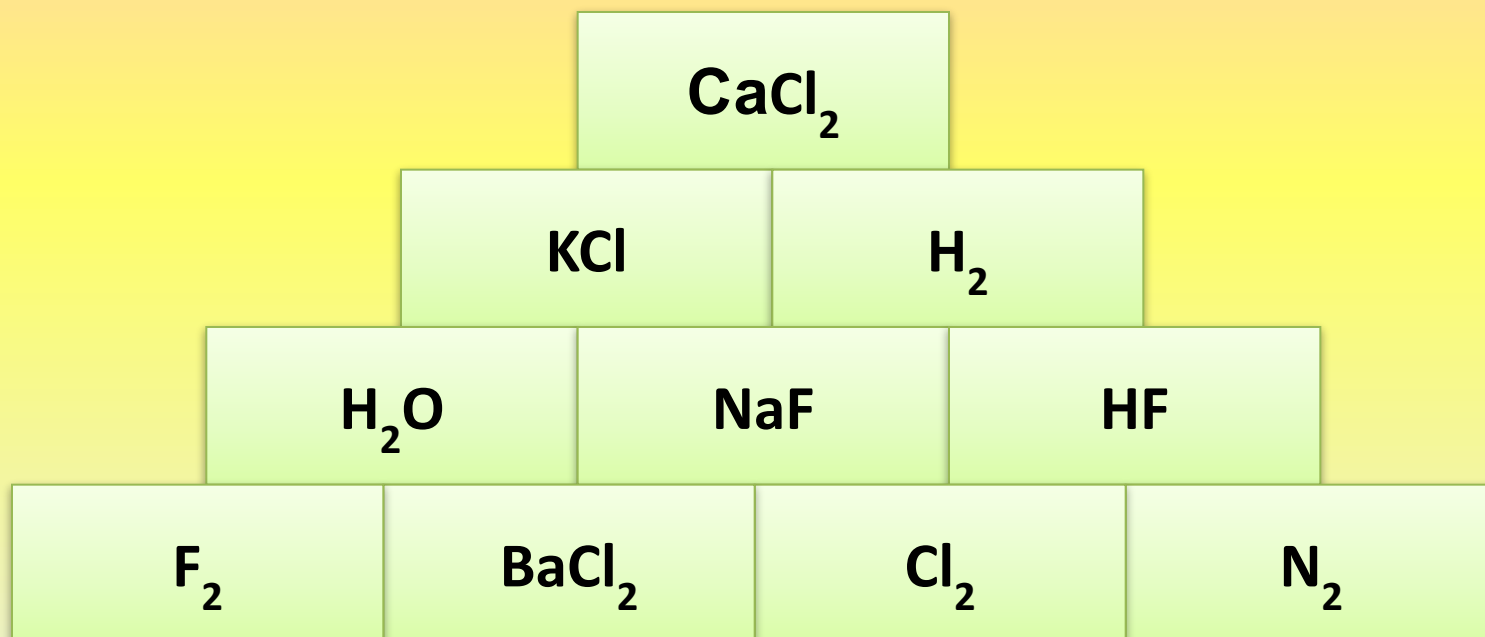 CaCl₂
KCl H₂
H₂O NaF HF
F₂ BaCl₂ Cl₂ N₂